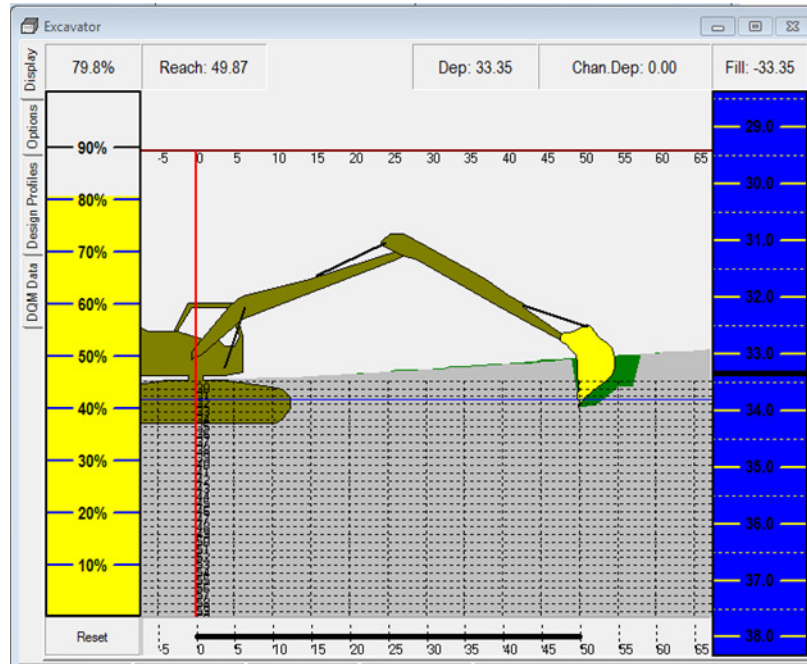 Excavator
Display
Options
Design Profiles
DQM Data
79.8%
Reach: 49.87
Dep: 33.35
Chan.Dep: 0.00
Fill: -33.35
90%
80%
70%
60%
50%
40%
30%
20%
10%
-5 0 5 10 15 20 25 30 35 40 45 50 55 60 65
29.0
30.0
31.0
32.0
33.0
34.0
35.0
36.0
37.0
38.0
Reset
-5 0 5 10 15 20 25 30 35 40 45 50 55 60 65